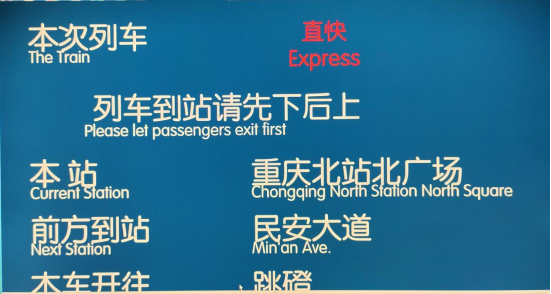 本次列车 直快
The Train Express
列车到站请先下后上
Please let passengers exit first
本站 重庆北站北广场
Current Station Chongqing North Station North Square
前方到站 民安大道
Next Station Min'an Ave.
本车开往 跳磴